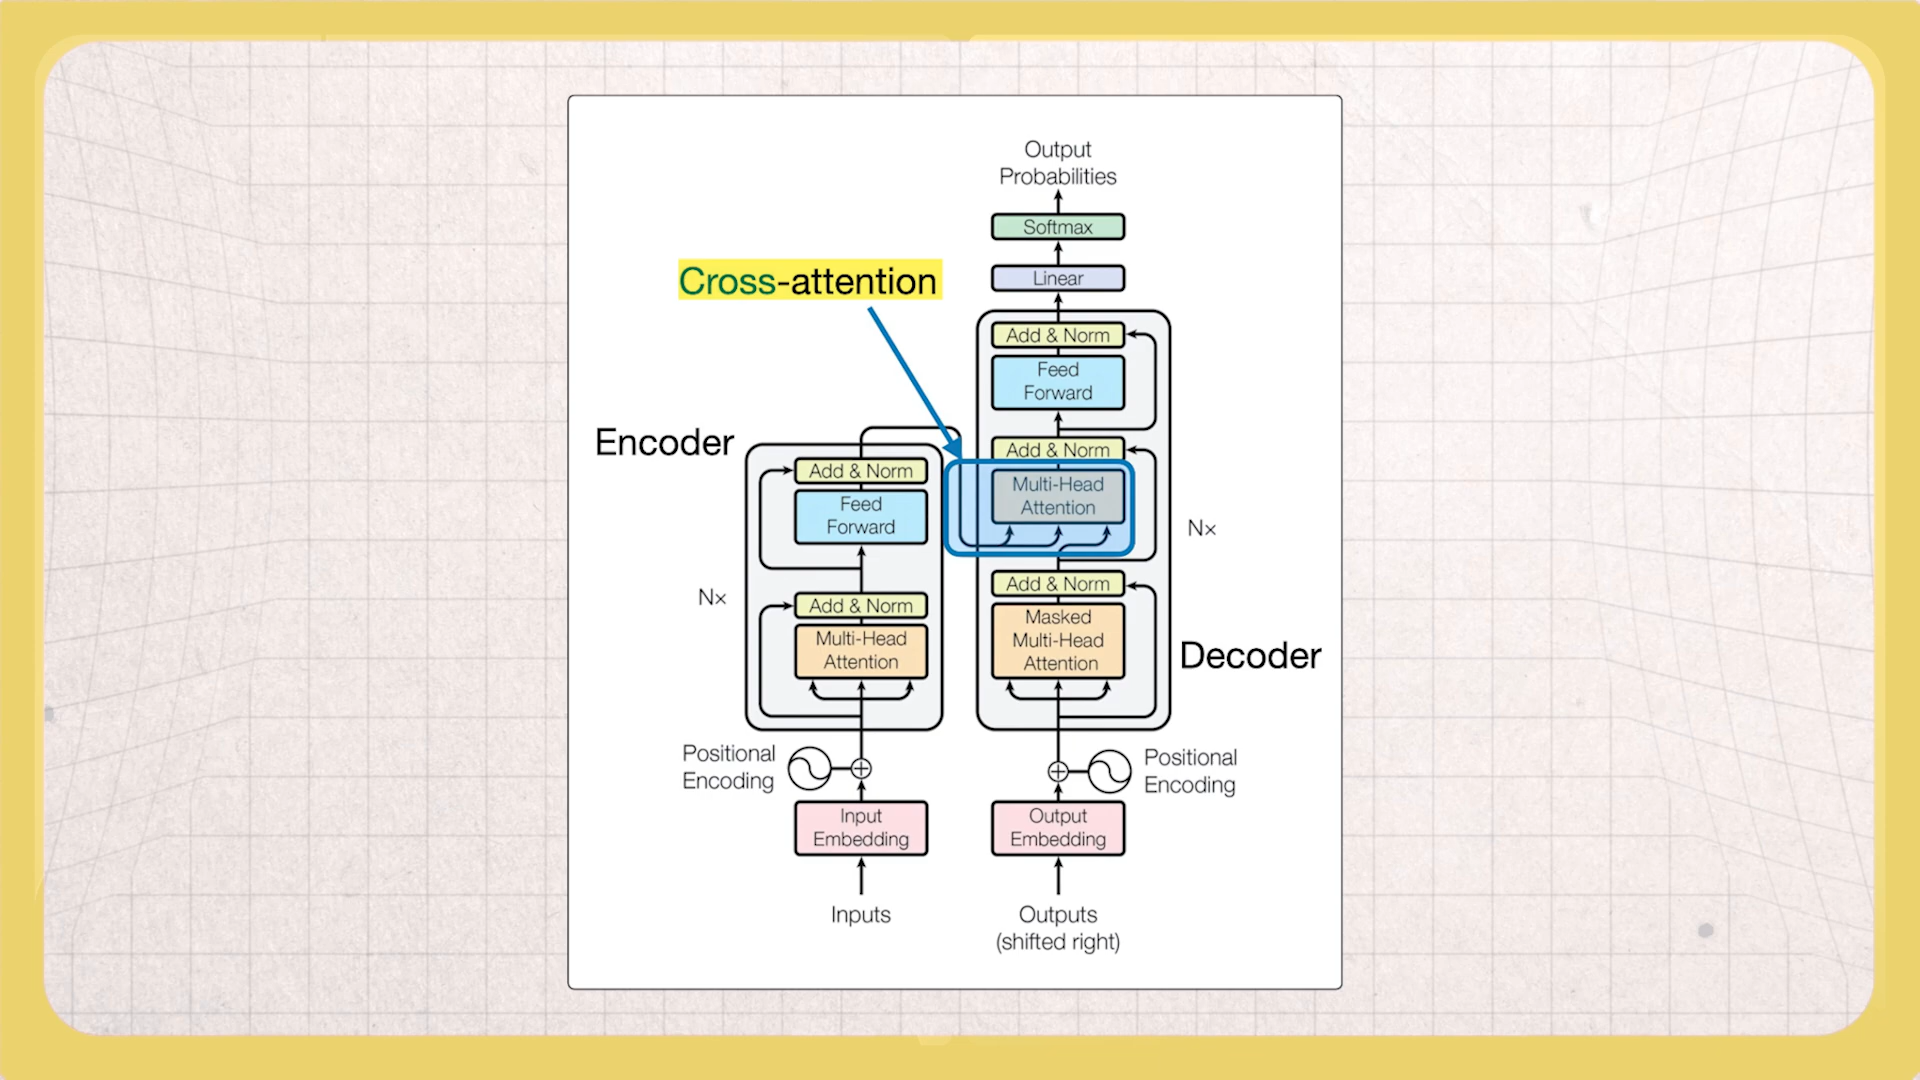 Output
Probabilities
Softmax
Linear
Cross-attention
Add & Norm
Feed
Forward
Add & Norm
Multi-Head
Attention
Nx
Add & Norm
Masked
Multi-Head
Attention
Decoder
Encoder
Add & Norm
Feed
Forward
Nx
Add & Norm
Multi-Head
Attention
Positional
Encoding
Positional
Encoding
Input
Embedding
Output
Embedding
Inputs
Outputs
(shifted right)